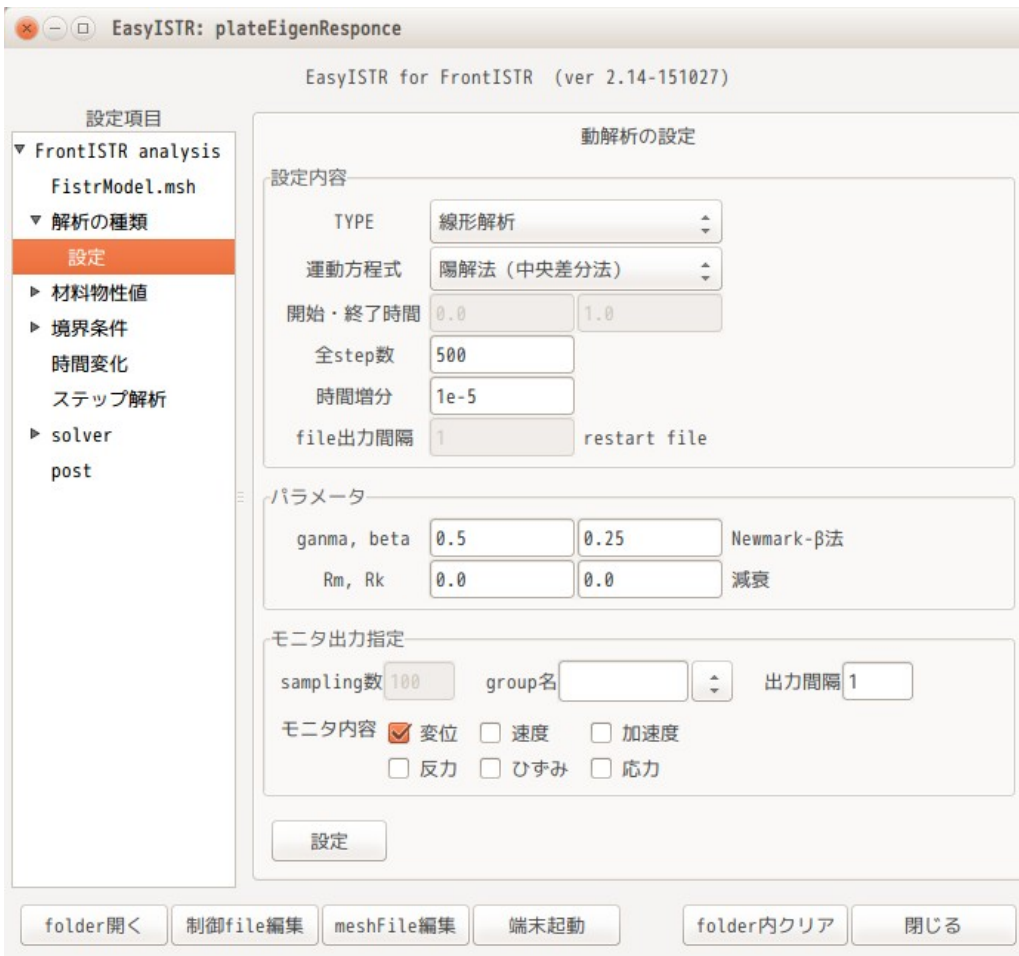 EasyISTR: plateEigenResponce
EasyISTR for FrontISTR (ver 2.14-151027)
設定項目
FrontISTR analysis
FistrModel.msh
解析の種類
設定
材料物性値
境界条件
時間変化
ステップ解析
solver
post
動解析の設定
設定内容
TYPE 線形解析
運動方程式 陽解法（中央差分法）
開始・終了時間 0.0 1.0
全step数 500
時間増分 1e-5
file出力間隔 1 restart file
パラメータ
ganma, beta 0.5 0.25 Newmark-β法
Rm, Rk 0.0 0.0 減衰
モニタ出力指定
sampling数 100 group名 出力間隔 1
モニタ内容 変位 速度 加速度
反力 ひずみ 応力
設定
folder開く 制御file編集 meshFile編集 端末起動 folder内クリア 閉じる